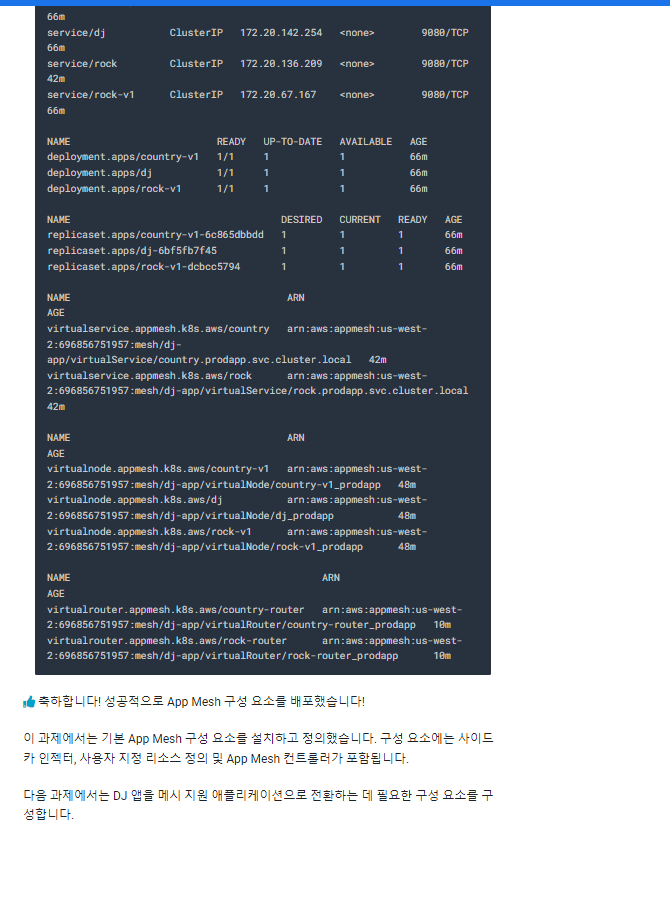 66m
service/dj ClusterIP 172.20.142.254 <none> 9080/TCP
66m
service/rock ClusterIP 172.20.136.209 <none> 9080/TCP
42m
service/rock-v1 ClusterIP 172.20.67.167 <none> 9080/TCP
66m
NAME READY UP-TO-DATE AVAILABLE AGE
deployment.apps/country-v1 1/1 1 1 66m
deployment.apps/dj 1/1 1 1 66m
deployment.apps/rock-v1 1/1 1 1 66m
NAME DESIRED CURRENT READY AGE
replicaset.apps/country-v1-6c865dbbdd 1 1 1 66m
replicaset.apps/dj-6bf5fb7f45 1 1 1 66m
replicaset.apps/rock-v1-dcbcc5794 1 1 1 66m
NAME ARN
AGE
virtualservice.appmesh.k8s.aws/country arn:aws:appmesh:us-west-
2:696856751957:mesh/dj-
app/virtualService/country.prodapp.svc.cluster.local 42m
virtualservice.appmesh.k8s.aws/rock arn:aws:appmesh:us-west-
2:696856751957:mesh/dj-app/virtualService/rock.prodapp.svc.cluster.local
42m
NAME ARN
AGE
virtualnode.appmesh.k8s.aws/country-v1 arn:aws:appmesh:us-west-
2:696856751957:mesh/dj-app/virtualNode/country-v1_prodapp 48m
virtualnode.appmesh.k8s.aws/dj arn:aws:appmesh:us-west-
2:696856751957:mesh/dj-app/virtualNode/dj_prodapp 48m
virtualnode.appmesh.k8s.aws/rock-v1 arn:aws:appmesh:us-west-
2:696856751957:mesh/dj-app/virtualNode/rock-v1_prodapp 48m
NAME ARN
AGE
virtualrouter.appmesh.k8s.aws/country-router arn:aws:appmesh:us-west-
2:696856751957:mesh/dj-app/virtualRouter/country-router_prodapp 10m
virtualrouter.appmesh.k8s.aws/rock-router arn:aws:appmesh:us-west-
2:696856751957:mesh/dj-app/virtualRouter/rock-router_prodapp 10m
축하합니다! 성공적으로 App Mesh 구성 요소를 배포했습니다!
이 과제에서는 기본 App Mesh 구성 요소를 설치하고 정의했습니다. 구성 요소에는 사이드
카 인젝터, 사용자 지정 리소스 정의 및 App Mesh 컨트롤러가 포함됩니다.
다음 과제에서는 DJ 앱을 메시 지원 애플리케이션으로 전환하는 데 필요한 구성 요소를 구
성합니다.